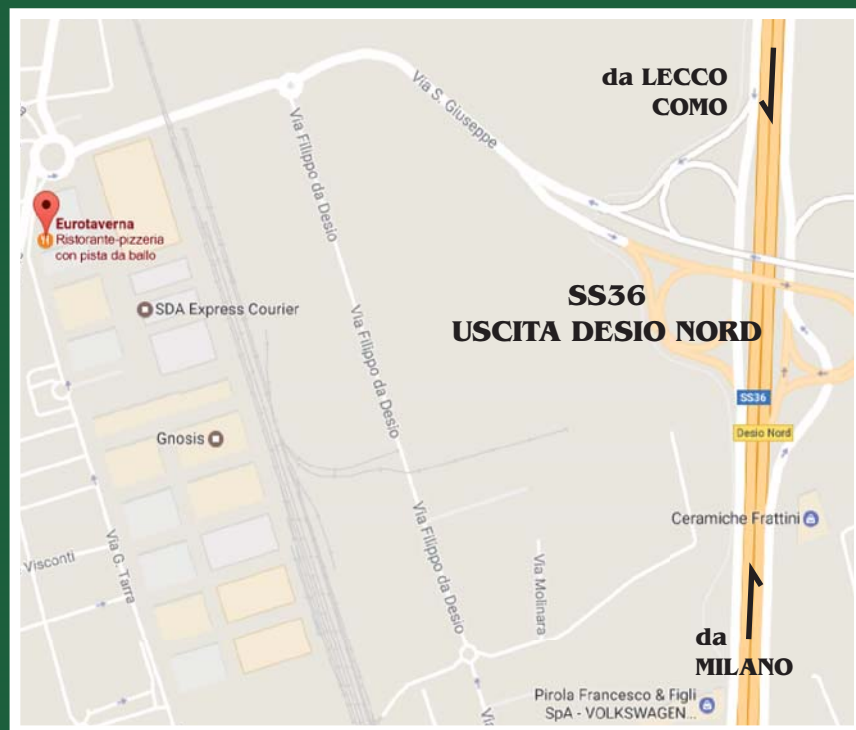 da LECCO
COMO
Via S. Giuseppe
Via Filippo da Desio
Eurotaverna
Ristorante-pizzeria
con pista da ballo
SDA Express Courier
SS36
USCITA DESIO NORD
Via Filippo da Desio
SS36
Desio Nord
Gnosis
Ceramiche Frattini
Via Filippo da Desio
Via G. Tarra
Visconti
Via Molinara
da
MILANO
Pirola Francesco & Figli
SpA - VOLKSWAGEN...
Via